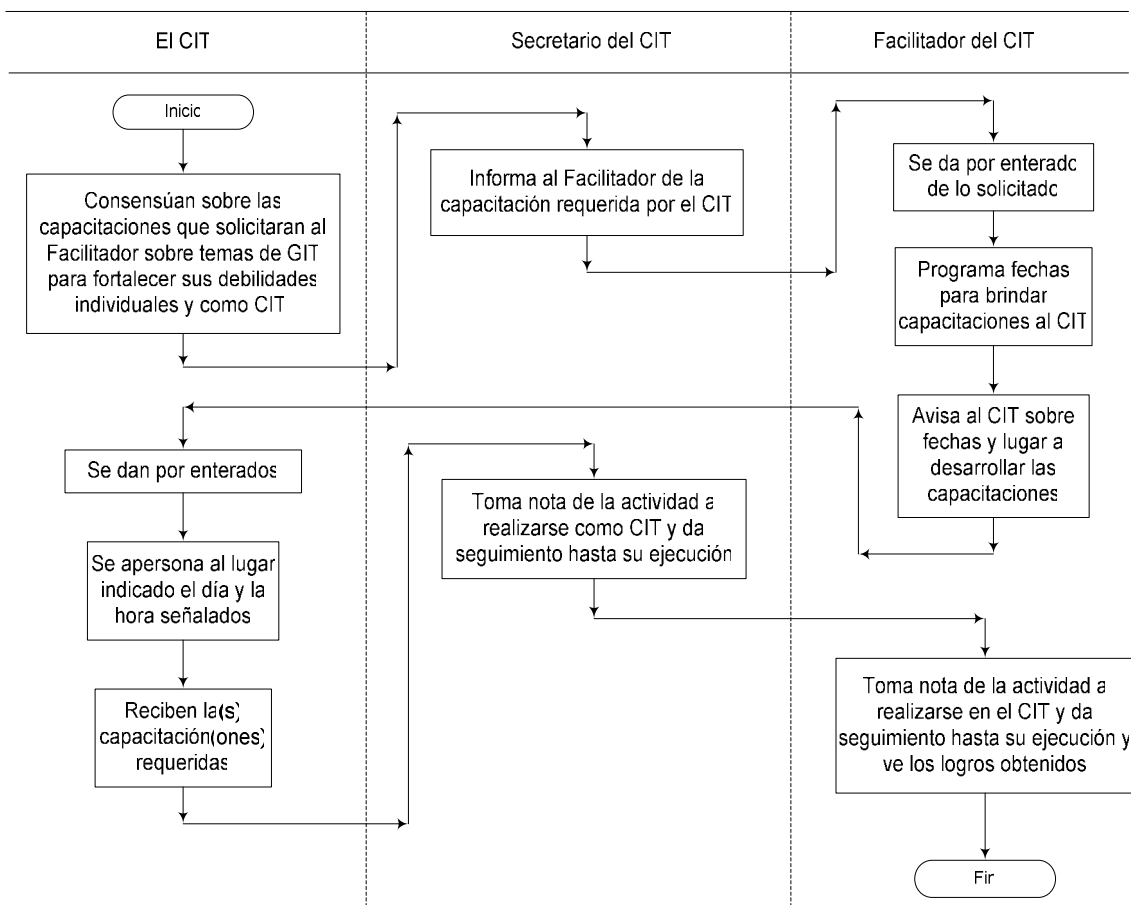 El CIT
Secretario del CIT
Facilitador del CIT
Inicio
Consensúan sobre las
capacitaciones que solicitaran al
Facilitador sobre temas de GIT
para fortalecer sus debilidades
individuales y como CIT
Informa al Facilitador de la
capacitación requerida por el CIT
Se da por enterado
de lo solicitado
Programa fechas
para brindar
capacitaciones al CIT
Avisa al CIT sobre
fechas y lugar a
desarrollar las
capacitaciones
Se dan por enterados
Se apersona al lugar
indicado el día y la
hora señalados
Reciben la(s)
capacitación(ones)
requeridas
Toma nota de la actividad a
realizarse como CIT y da
seguimiento hasta su ejecución
Toma nota de la actividad a
realizarse en el CIT y da
seguimiento hasta su ejecución y
ve los logros obtenidos
Fin